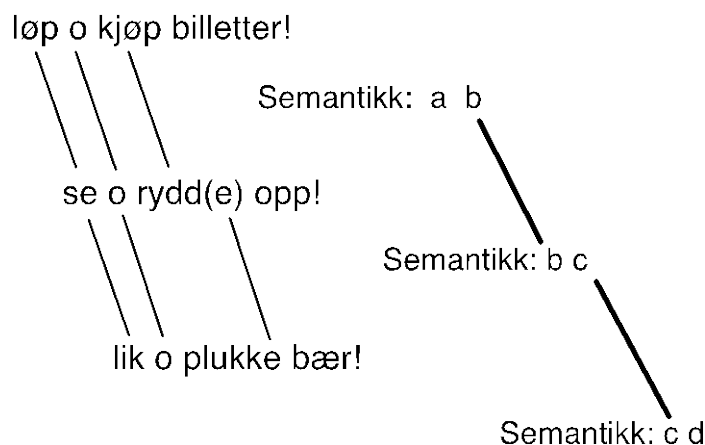 løp o kjøp billetter!
Semantikk: a b
se o rydd(e) opp!
Semantikk: b c
lik o plukke bær!
Semantikk: c d